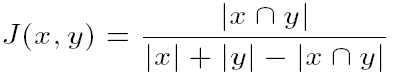 J(x, y) = |x ∩ y| / (|x| + |y| − |x ∩ y|)